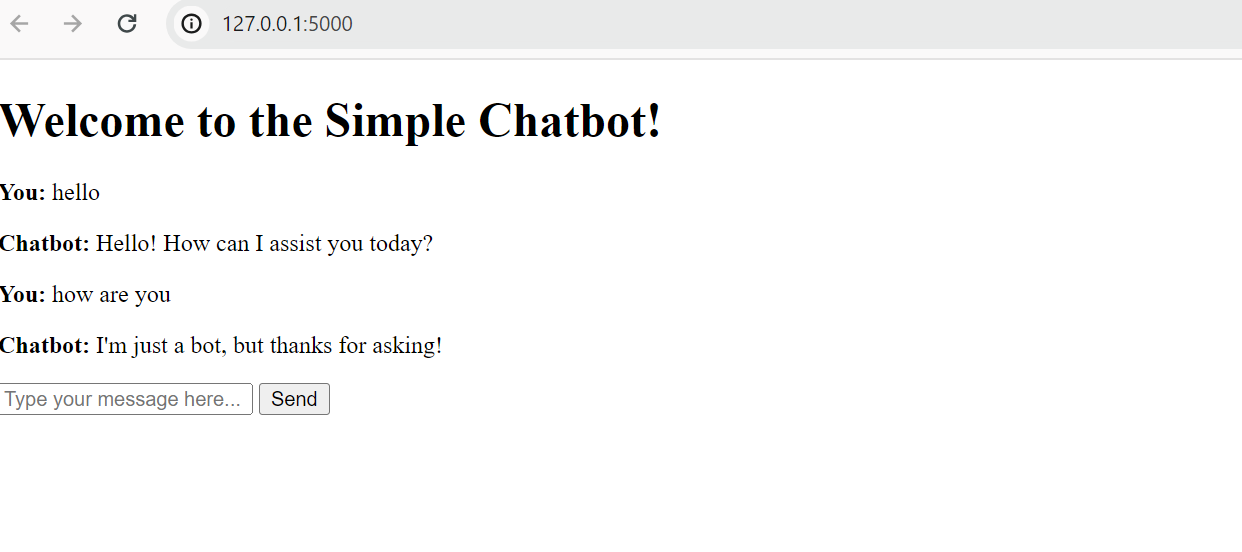 127.0.0.1:5000
Welcome to the Simple Chatbot!
You: hello
Chatbot: Hello! How can I assist you today?
You: how are you
Chatbot: I'm just a bot, but thanks for asking!
Type your message here... Send